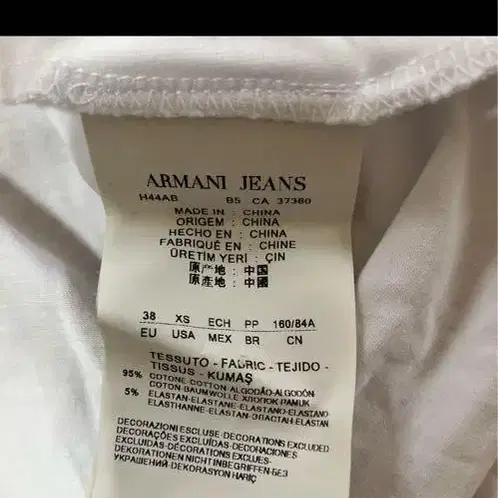 ARMANI JEANS
H44AB B5 CA 37360
MADE IN : CHINA
ORIGEM : CHINA
HECHO EN : CHINA
FABRIQUÉ EN : CHINE
ÜRETİM YERİ : ÇIN
原产地 : 中国
原產地 : 中國
38 XS ECH PP 160/84A
EU USA MEX BR CN
TESSUTO - FABRIC - TEJIDO -
TISSUS - KUMAŞ
95% COTONE-COTTON-ALGODÃO-ALGODÓN
COTON-BAUMWOLLE-ХЛОПОК-PAMUK
5% ELASTAN-ELASTANE-ELASTANO-ELASTANO
ELASTHANNE-ELASTAN-ЭЛАСТАН-ELASTAN
DECORAZIONI ESCLUSE-DECORATIONS EXCLUDED
DECORAÇÕES EXCLUÍDAS-DECORACIONES
EXCLUIDAS-DÉCORATIONS EXCLUES-
DEKORATIONEN NICHT INBEGRIFFEN-БЕЗ
УКРАШЕНИЙ-DEKORASYON HARİÇ